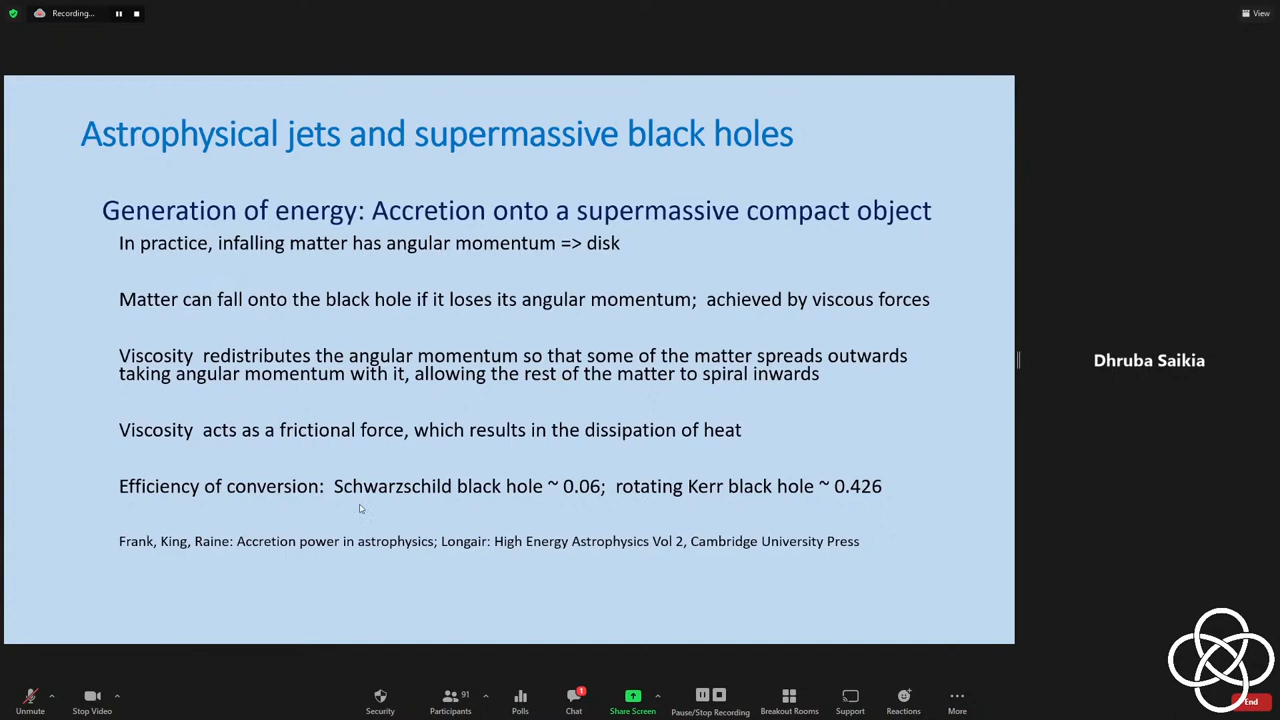 Recording...
View
Astrophysical jets and supermassive black holes
Generation of energy: Accretion onto a supermassive compact object
In practice, infalling matter has angular momentum => disk
Matter can fall onto the black hole if it loses its angular momentum; achieved by viscous forces
Viscosity redistributes the angular momentum so that some of the matter spreads outwards
taking angular momentum with it, allowing the rest of the matter to spiral inwards
Viscosity acts as a frictional force, which results in the dissipation of heat
Efficiency of conversion: Schwarzschild black hole ~ 0.06; rotating Kerr black hole ~ 0.426
Frank, King, Raine: Accretion power in astrophysics; Longair: High Energy Astrophysics Vol 2, Cambridge University Press
Dhruba Saikia
91
1
Unmute Stop Video Security Participants Polls Chat Share Screen Pause/Stop Recording Breakout Rooms Support Reactions More End